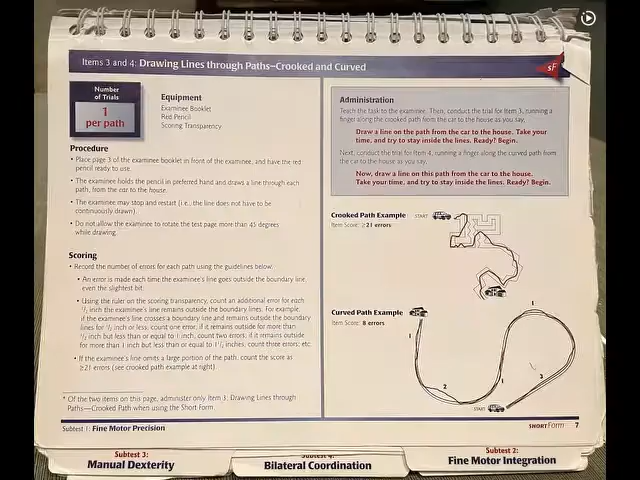 Items 3 and 4: Drawing Lines through Paths–Crooked and Curved
SF
Number
of Trials
1
per path
Equipment
Examinee Booklet
Red Pencil
Scoring Transparency
Procedure
• Place page 3 of the examinee booklet in front of the examinee, and have the red
pencil ready to use.
• The examinee holds the pencil in preferred hand and draws a line through each
path, from the car to the house.
• The examinee may stop and restart (i.e., the line does not have to be
continuously drawn).
• Do not allow the examinee to rotate the test page more than 45 degrees
while drawing.
Scoring
• Record the number of errors for each path using the guidelines below.
• An error is made each time the examinee's line goes outside the boundary line,
even the slightest bit.
• Using the ruler on the scoring transparency, count an additional error for each
1/2 inch the examinee's line remains outside the boundary lines. For example,
if the examinee's line crosses a boundary line and remains outside the boundary
lines for 1/2 inch or less, count one error; if it remains outside for more than
1/2 inch but less than or equal to 1 inch, count two errors; if it remains outside
for more than 1 inch but less than or equal to 1 1/2 inches, count three errors; etc.
• If the examinee's line omits a large portion of the path, count the score as
≥21 errors (see crooked path example at right).
* Of the two items on this page, administer only Item 3: Drawing Lines through
Paths—Crooked Path when using the Short Form
Subtest 1: Fine Motor Precision
Administration
Teach the task to the examinee. Then, conduct the trial for Item 3, running a
finger along the crooked path from the car to the house as you say,
Draw a line on the path from the car to the house. Take your
time, and try to stay inside the lines. Ready? Begin.
Next, conduct the trial for Item 4, running a finger along the curved path from
the car to the house as you say,
Now, draw a line on this path from the car to the house.
Take your time, and try to stay inside the lines. Ready? Begin.
Crooked Path Example
START
Item Score: ≥21 errors
Curved Path Example
Item Score: 8 errors
1
1
2
1
3
START
SHORT Form 7
Subtest 3:
Manual Dexterity
Subtest 4:
Bilateral Coordination
Subtest 2:
Fine Motor Integration